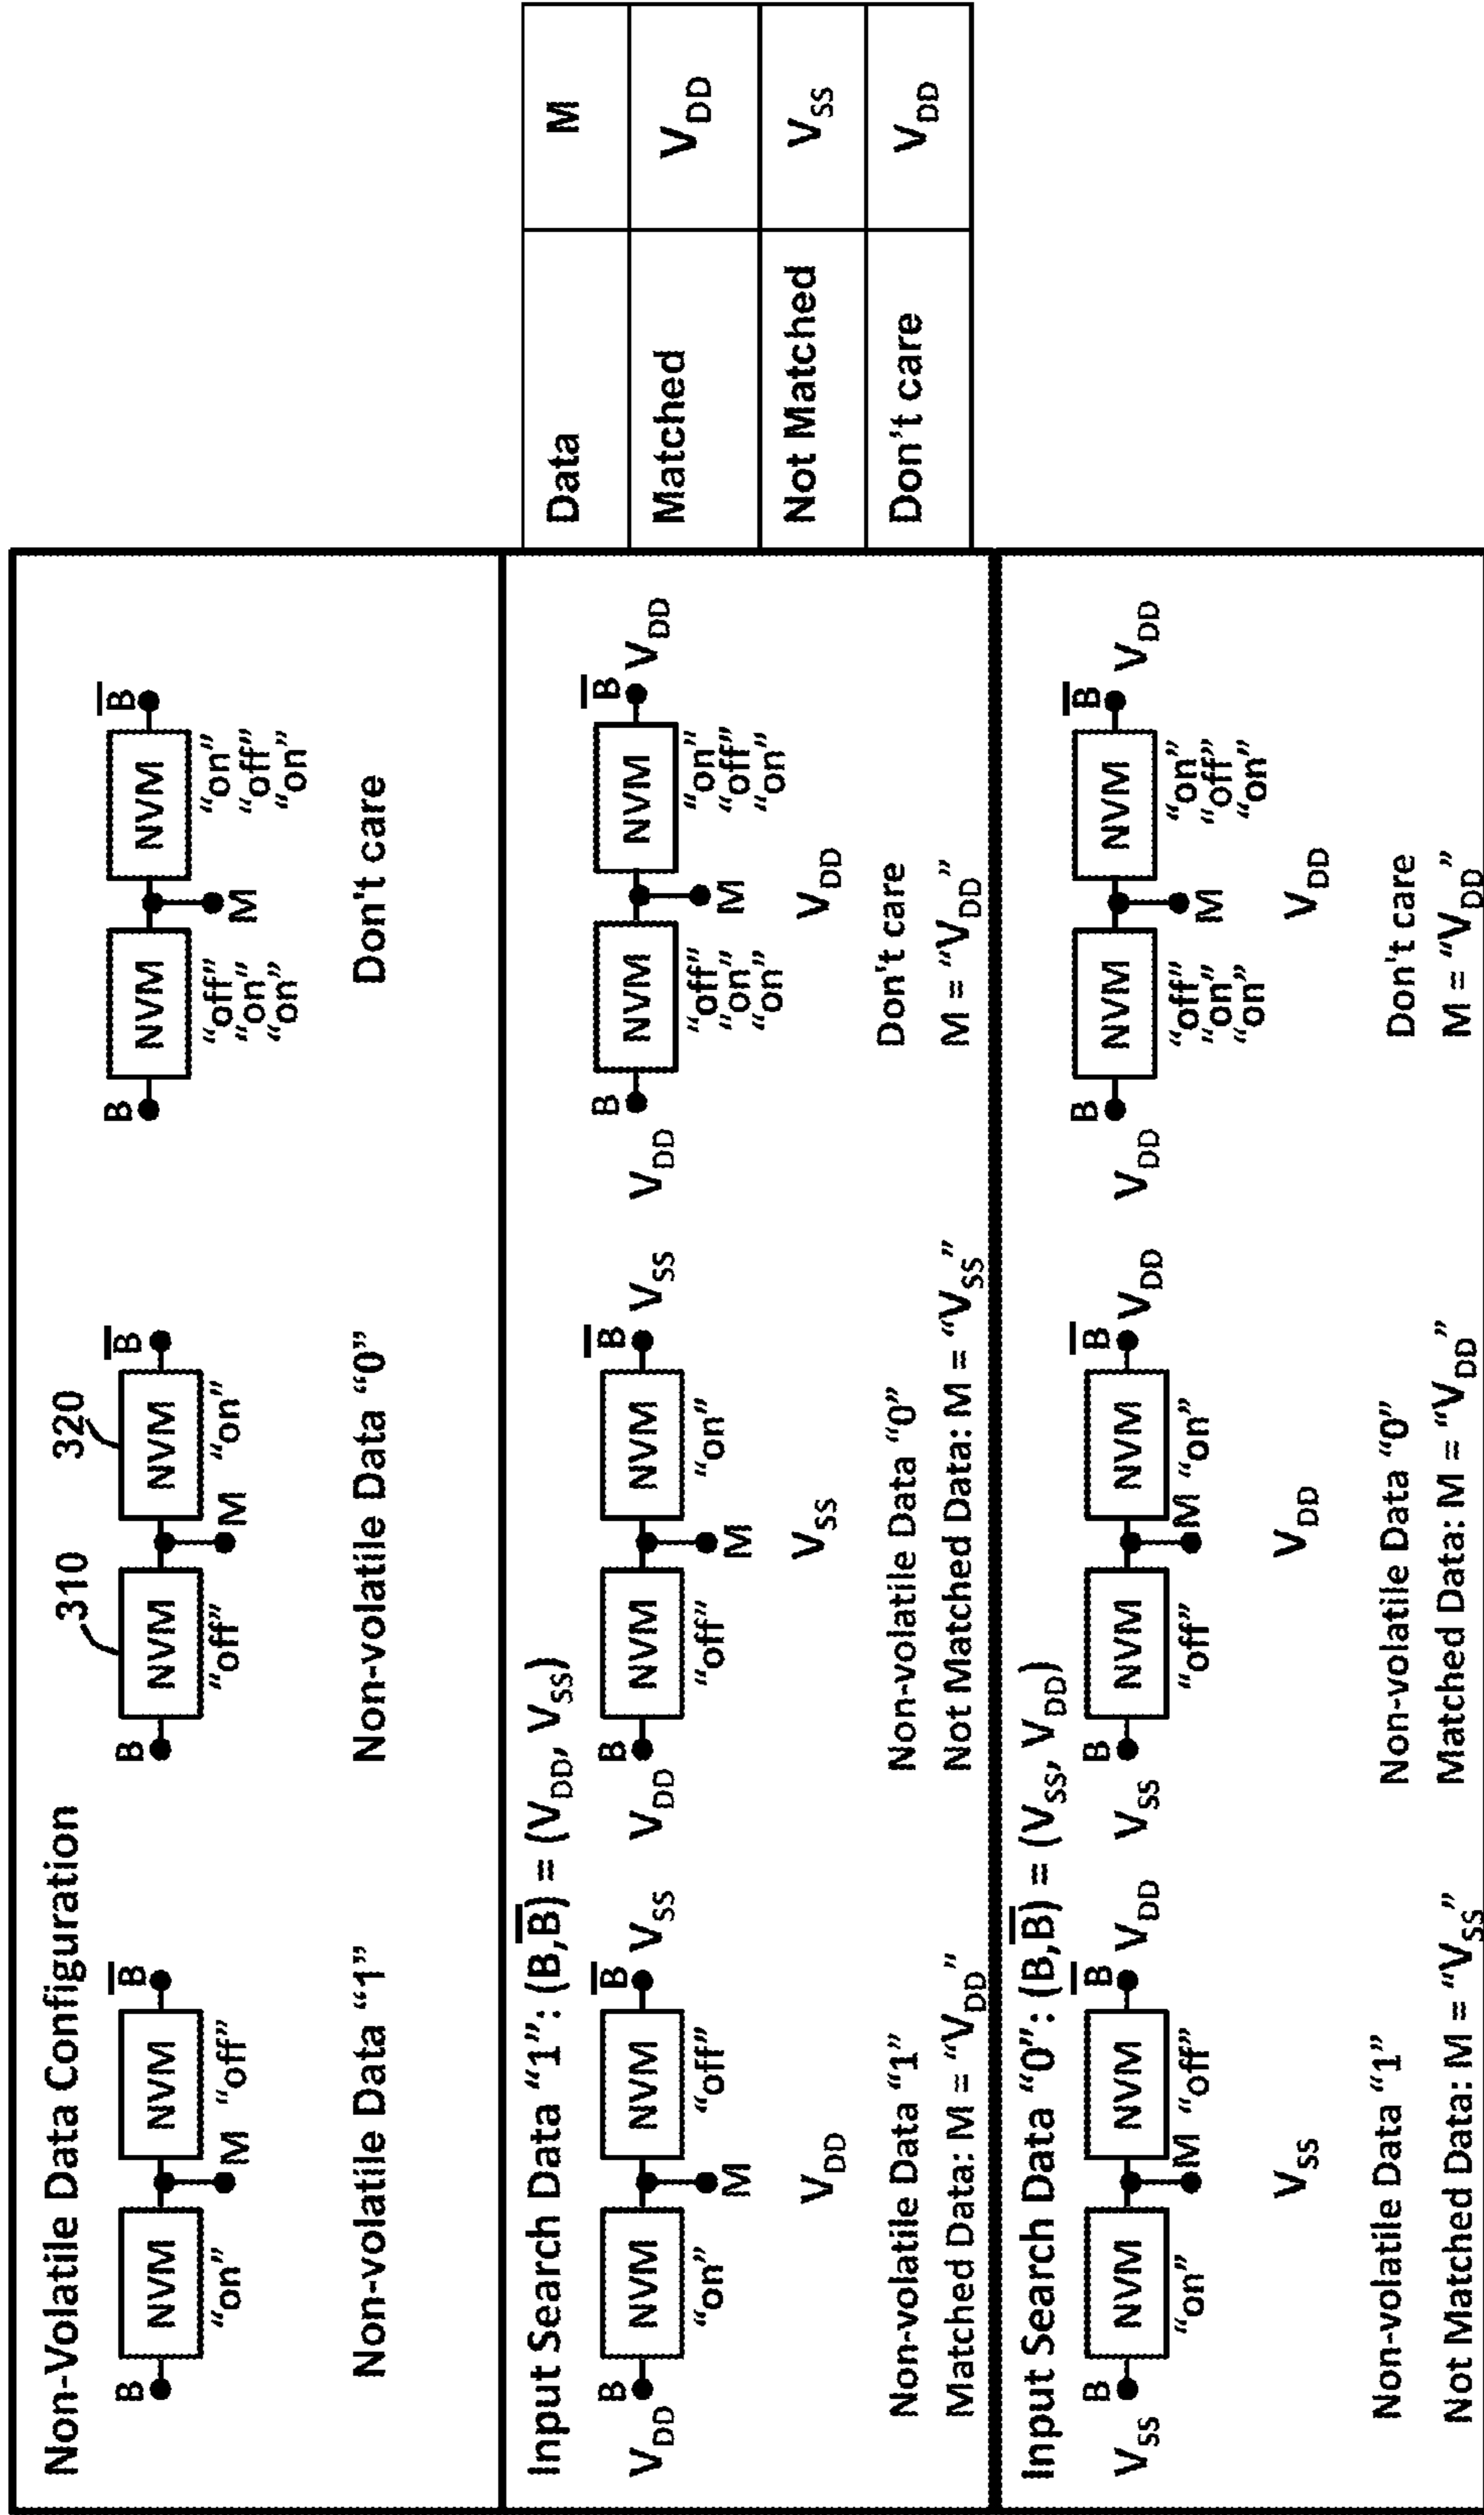 Non-Volatile Data Configuration
310
320
B NVM NVM B̅
"on" M "off"
Non-volatile Data "1"
B NVM NVM B̅
"off" M "on"
Non-volatile Data "0"
B NVM NVM B̅
M
"off" "on"
"on" "off"
"on" "on"
Don't care
Input Search Data "1": (B,B̅) = (VDD, VSS)
B NVM NVM B̅
VDD VSS
"on" M "off"
VDD
Non-volatile Data "1"
Matched Data: M = "VDD"
B NVM NVM B̅
VDD VSS
"off" M "on"
VSS
Non-volatile Data "0"
Not Matched Data: M = "VSS"
B NVM NVM B̅
VDD VDD
M
"off" "on"
"on" "off"
"on" "on"
VDD
Don't care
M = "VDD"
Input Search Data "0": (B,B̅) = (VSS, VDD)
B NVM NVM B̅
VSS VDD
"on" M "off"
VSS
Non-volatile Data "1"
Not Matched Data: M = "VSS"
B NVM NVM B̅
VSS VDD
"off" M "on"
VDD
Non-volatile Data "0"
Matched Data: M = "VDD"
B NVM NVM B̅
VDD VDD
M
"off" "on"
"on" "off"
"on" "on"
VDD
Don't care
M = "VDD"
Data M
Matched VDD
Not Matched VSS
Don't care VDD